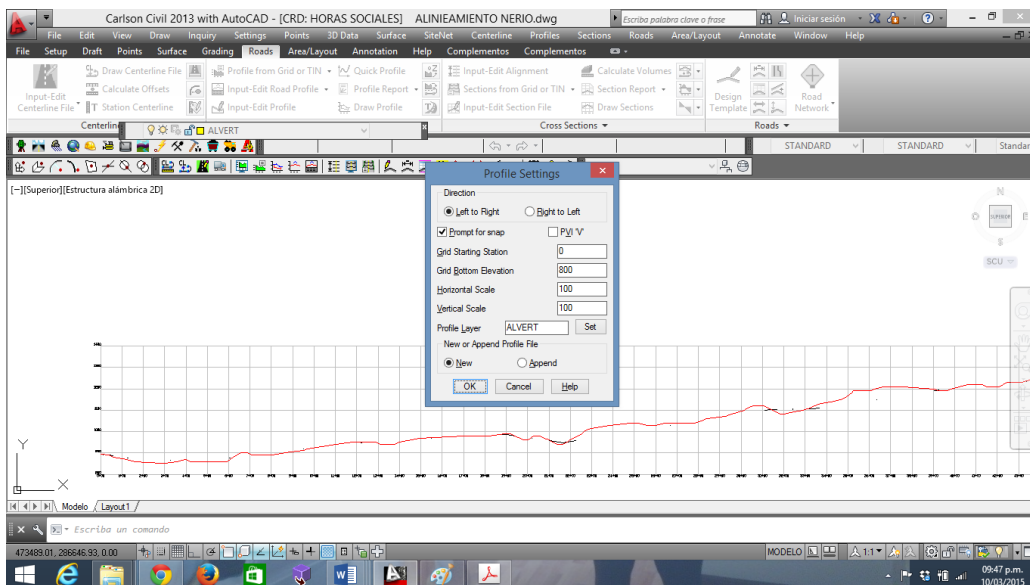 Carlson Civil 2013 with AutoCAD - [CRD: HORAS SOCIALES] ALINIEAMIENTO NERIO.dwg
Escriba palabra clave o frase
Iniciar sesión
File Edit View Draw Inquiry Settings Points 3D Data Surface SiteNet Centerline Profiles Sections Roads Area/Layout Annotate Window Help
File Setup Draft Points Surface Grading Roads Area/Layout Annotation Help Complementos Complementos
Draw Centerline File Profile from Grid or TIN Quick Profile Input-Edit Alignment Calculate Volumes
Calculate Offsets Input-Edit Road Profile Profile Report Sections from Grid or TIN Section Report
Input-Edit Centerline File Station Centerline Input-Edit Profile Draw Profile Input-Edit Section File Draw Sections Design Template Road Network
Centerlin Cross Sections Roads
ALVERT
STANDARD STANDARD Standar
[−][Superior][Estructura alámbrica 2D]
Profile Settings
Direction
Left to Right Right to Left
Prompt for snap PVI 'V'
Grid Starting Station 0
Grid Bottom Elevation 800
Horizontal Scale 100
Vertical Scale 100
Profile Layer ALVERT Set
New or Append Profile File
New Append
OK Cancel Help
N
O SUPERIOR E
S
SCU
Y
X
Modelo Layout1
Escriba un comando
473489.01, 286646.93, 0.00
MODELO
1:1
09:47 p.m.
10/03/2017